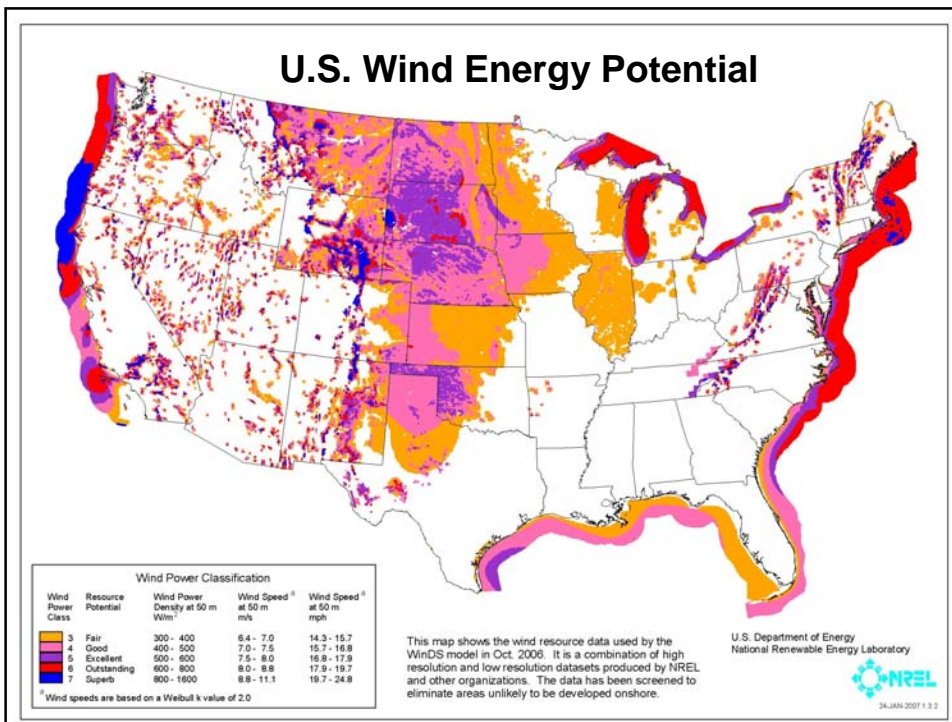 U.S. Wind Energy Potential
Wind Power Classification
Wind Power Class Resource Potential Wind Power Density at 50 m W/m² Wind Speed a at 50 m m/s Wind Speed a at 50 m mph
3 Fair 300 - 400 6.4 - 7.0 14.3 - 15.7
4 Good 400 - 500 7.0 - 7.5 15.7 - 16.8
5 Excellent 500 - 600 7.5 - 8.0 16.8 - 17.9
6 Outstanding 600 - 800 8.0 - 8.8 17.9 - 19.7
7 Superb 800 - 1600 8.8 - 11.1 19.7 - 24.8
a Wind speeds are based on a Weibull k value of 2.0
This map shows the wind resource data used by the
WinDS model in Oct. 2006. It is a combination of high
resolution and low resolution datasets produced by NREL
and other organizations. The data has been screened to
eliminate areas unlikely to be developed onshore.
U.S. Department of Energy
National Renewable Energy Laboratory
NREL
24-JAN-2007 1.3.2